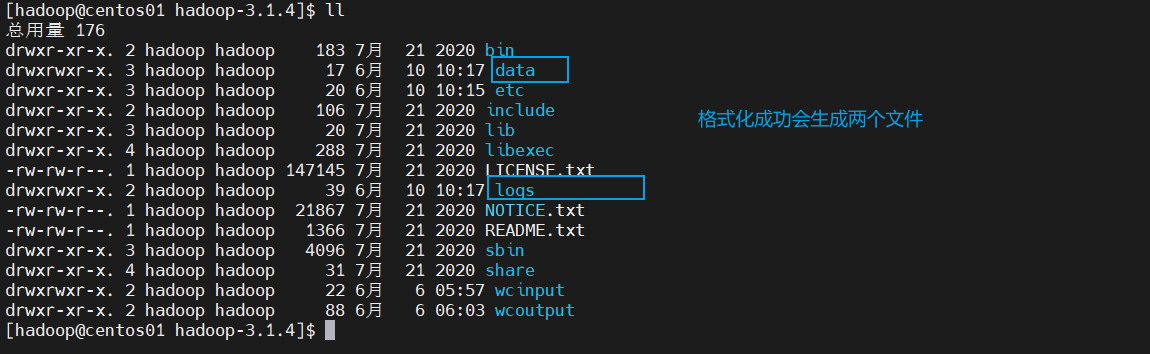 [hadoop@centos01 hadoop-3.1.4]$ ll
总用量 176
drwxr-xr-x. 2 hadoop hadoop    183 7月   21 2020 bin
drwxrwxr-x. 3 hadoop hadoop     17 6月   10 10:17 data
drwxr-xr-x. 3 hadoop hadoop     20 6月   10 10:15 etc
drwxr-xr-x. 2 hadoop hadoop    106 7月   21 2020 include
格式化成功会生成两个文件
drwxr-xr-x. 3 hadoop hadoop     20 7月   21 2020 lib
drwxr-xr-x. 4 hadoop hadoop    288 7月   21 2020 libexec
-rw-rw-r--. 1 hadoop hadoop 147145 7月   21 2020 LICENSE.txt
drwxrwxr-x. 2 hadoop hadoop     39 6月   10 10:17 logs
-rw-rw-r--. 1 hadoop hadoop  21867 7月   21 2020 NOTICE.txt
-rw-rw-r--. 1 hadoop hadoop   1366 7月   21 2020 README.txt
drwxr-xr-x. 3 hadoop hadoop   4096 7月   21 2020 sbin
drwxr-xr-x. 4 hadoop hadoop     31 7月   21 2020 share
drwxrwxr-x. 2 hadoop hadoop     22 6月    6 05:57 wcinput
drwxr-xr-x. 2 hadoop hadoop     88 6月    6 06:03 wcoutput
[hadoop@centos01 hadoop-3.1.4]$